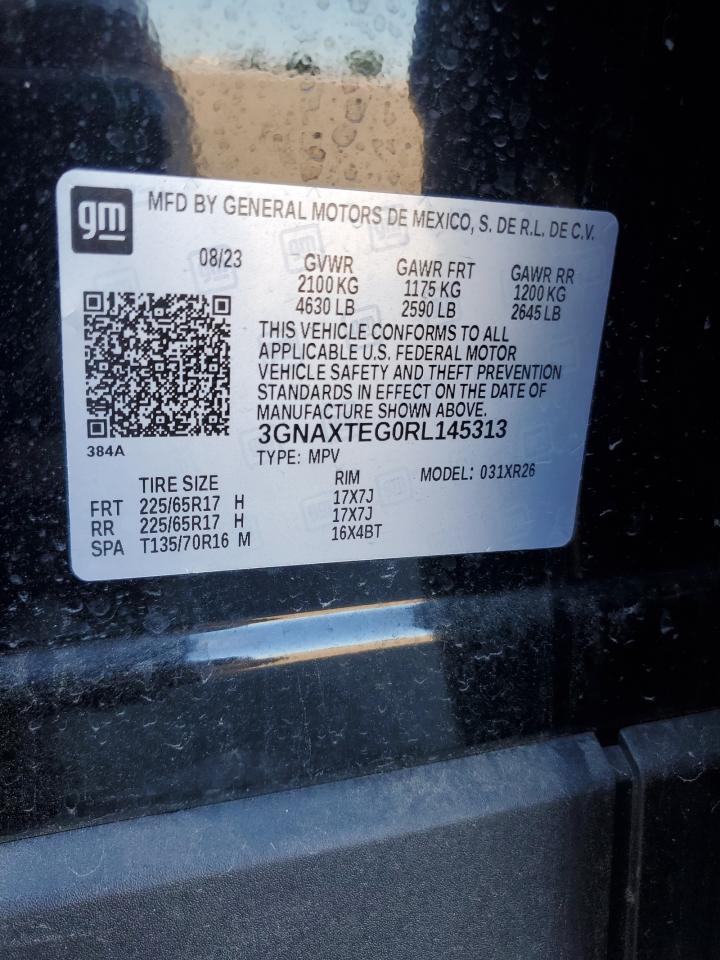 gm
MFD BY GENERAL MOTORS DE MEXICO, S. DE R.L. DE C.V.
08/23 GVWR GAWR FRT GAWR RR
2100 KG 1175 KG 1200 KG
4630 LB 2590 LB 2645 LB
THIS VEHICLE CONFORMS TO ALL
APPLICABLE U.S. FEDERAL MOTOR
VEHICLE SAFETY AND THEFT PREVENTION
STANDARDS IN EFFECT ON THE DATE OF
MANUFACTURE SHOWN ABOVE.
3GNAXTEG0RL145313
384A
TYPE: MPV MODEL: 031XR26
TIRE SIZE RIM
FRT 225/65R17 H 17X7J
RR 225/65R17 H 17X7J
SPA T135/70R16 M 16X4BT